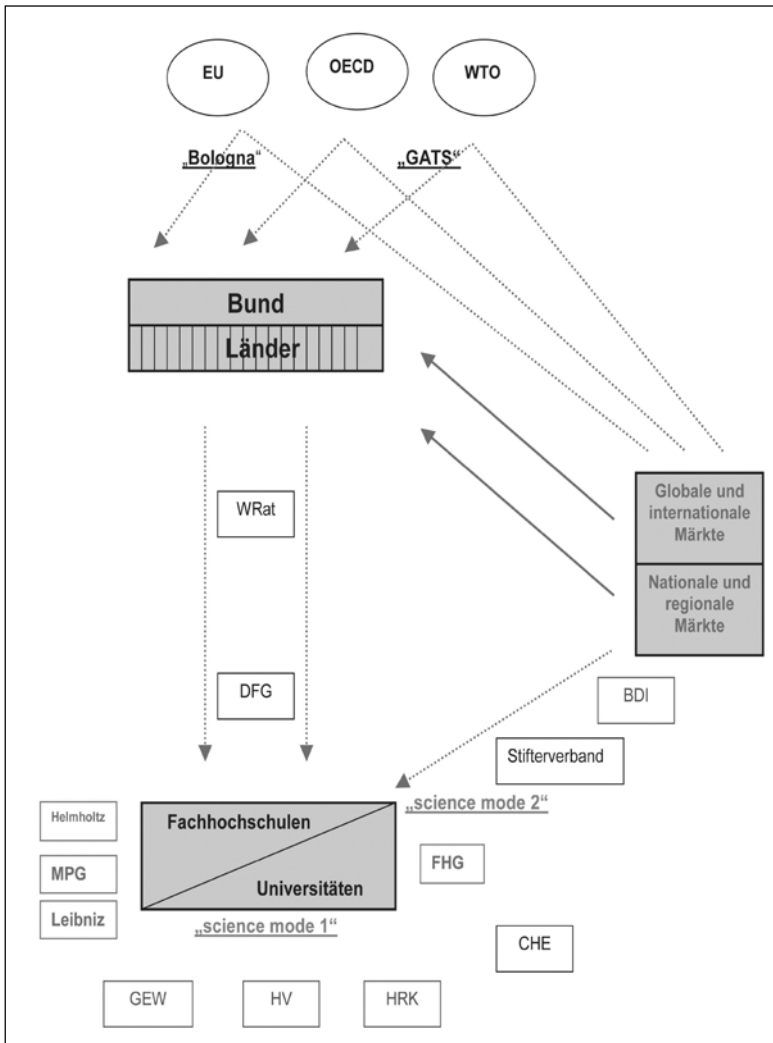 EU
OECD
WTO
„Bologna“
„GATS“
Bund
Länder
WRat
Globale und
internationale
Märkte
Nationale und
regionale
Märkte
DFG
BDI
Stifterverband
„science mode 2“
Helmholtz
Fachhochschulen
MPG
FHG
Universitäten
Leibniz
„science mode 1“
CHE
GEW
HV
HRK